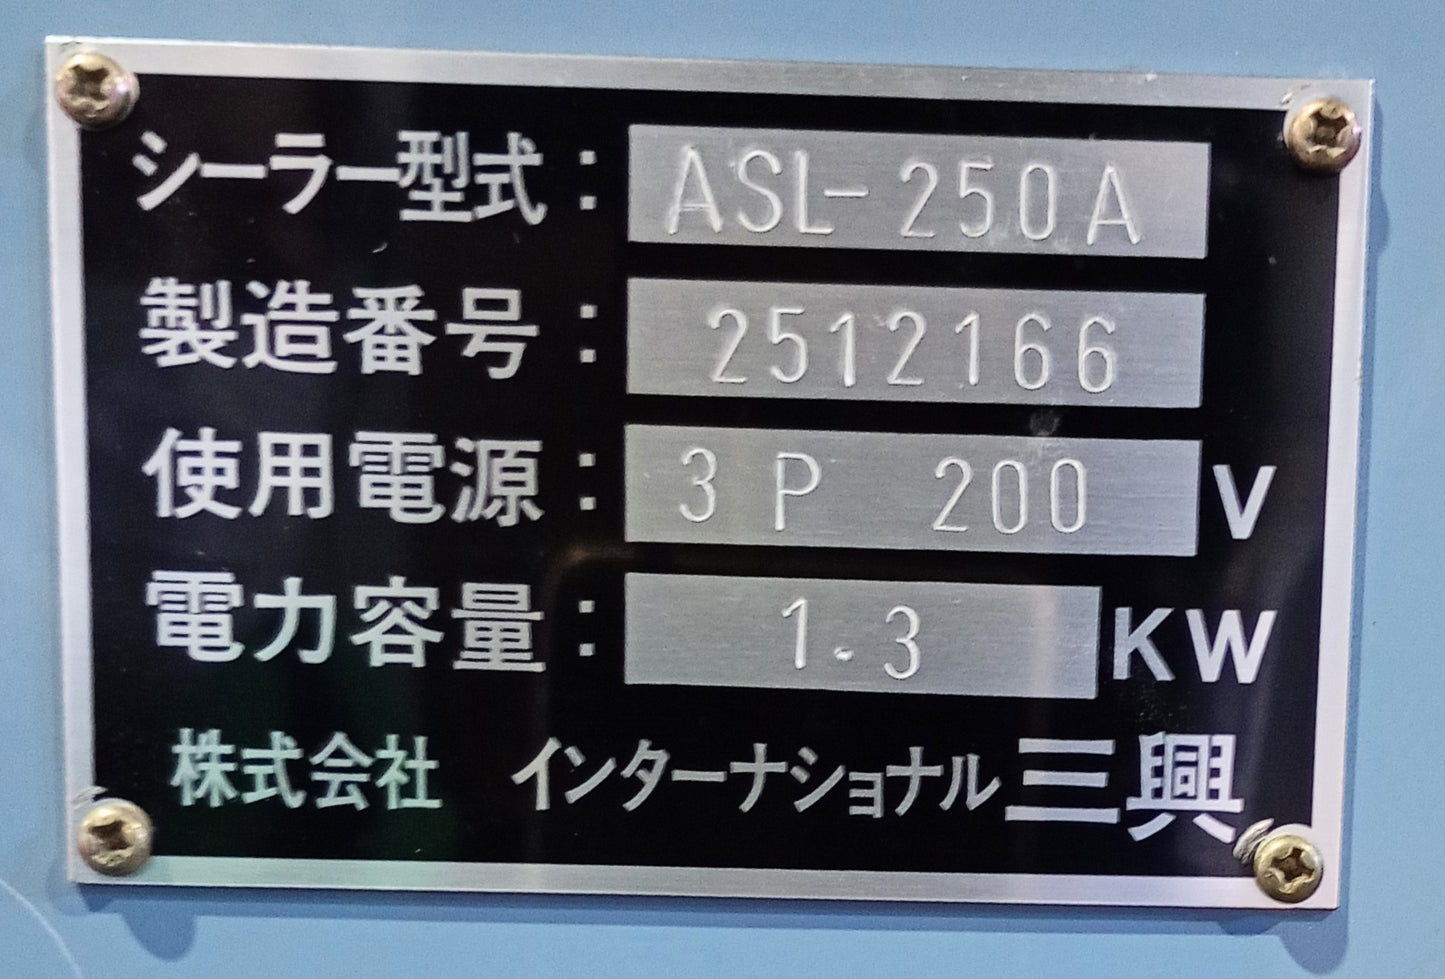 シーラー型式：ASL-250A
製造番号：2512166
使用電源：3P 200 V
電力容量：1.3 KW
株式会社 インターナショナル三興